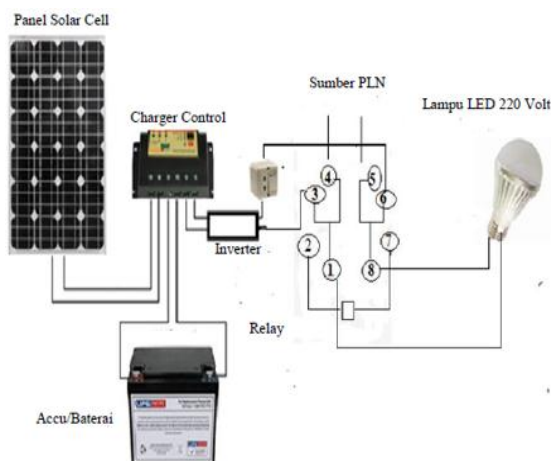 Panel Solar Cell
Sumber PLN
Lampu LED 220 Volt
Charger Control
4
5
3
6
2
7
1
8
Inverter
Relay
Accu/Baterai